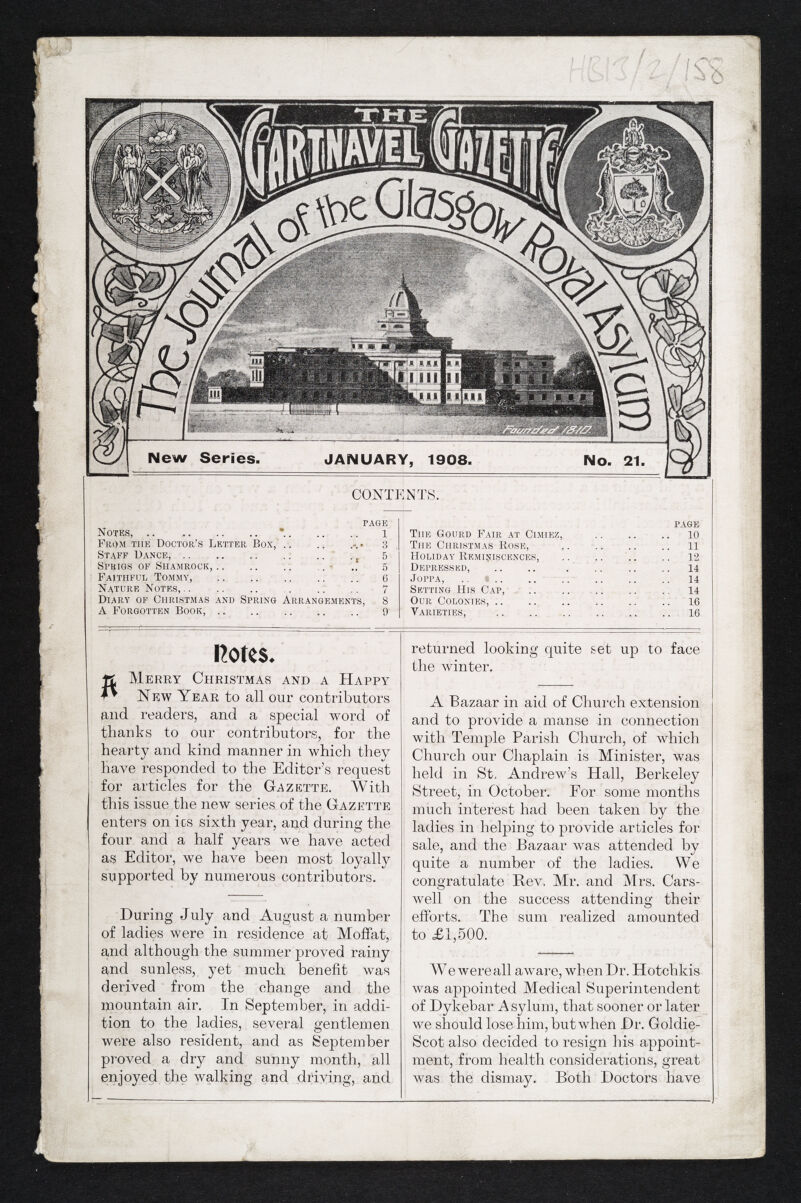 HB13/2/158
THE
GARTNAVEL GAZETTE
The Journal of the Glasgow Royal Asylum
Founded 1810.
New Series. JANUARY, 1908. No. 21.
CONTENTS.
PAGE
NOTES, .. .. .. .. .. .. .. 1
FROM THE DOCTOR'S LETTER BOX, .. .. .. 3
STAFF DANCE, .. .. .. .. .. .. 5
SPRIGS OF SHAMROCK, .. .. .. .. .. 5
FAITHFUL TOMMY, .. .. .. .. .. 6
NATURE NOTES, .. .. .. .. .. .. 7
DIARY OF CHRISTMAS AND SPRING ARRANGEMENTS, 8
A FORGOTTEN BOOK, .. .. .. .. .. 9
PAGE
THE GOURD FAIR AT CIMIEZ, .. .. .. 10
THE CHRISTMAS ROSE, .. .. .. .. 11
HOLIDAY REMINISCENCES, .. .. .. .. 12
DEPRESSED, .. .. .. .. .. .. 14
JOPPA, .. .. .. .. .. .. .. 14
SETTING HIS CAP, .. .. .. .. .. 14
OUR COLONIES, .. .. .. .. .. .. 16
VARIETIES, .. .. .. .. .. .. 16
Notes.
A MERRY CHRISTMAS AND A HAPPY
NEW YEAR to all our contributors
and readers, and a special word of
thanks to our contributors, for the
hearty and kind manner in which they
have responded to the Editor's request
for articles for the GAZETTE. With
this issue the new series of the GAZETTE
enters on its sixth year, and during the
four and a half years we have acted
as Editor, we have been most loyally
supported by numerous contributors.
During July and August a number
of ladies were in residence at Moffat,
and although the summer proved rainy
and sunless, yet much benefit was
derived from the change and the
mountain air. In September, in addi-
tion to the ladies, several gentlemen
were also resident, and as September
proved a dry and sunny month, all
enjoyed the walking and driving, and
returned looking quite set up to face
the winter.
A Bazaar in aid of Church extension
and to provide a manse in connection
with Temple Parish Church, of which
Church our Chaplain is Minister, was
held in St. Andrew's Hall, Berkeley
Street, in October. For some months
much interest had been taken by the
ladies in helping to provide articles for
sale, and the Bazaar was attended by
quite a number of the ladies. We
congratulate Rev. Mr. and Mrs. Cars-
well on the success attending their
efforts. The sum realized amounted
to £1,500.
We were all aware, when Dr. Hotchkis
was appointed Medical Superintendent
of Dykebar Asylum, that sooner or later
we should lose him, but when Dr. Goldie-
Scot also decided to resign his appoint-
ment, from health considerations, great
was the dismay. Both Doctors have